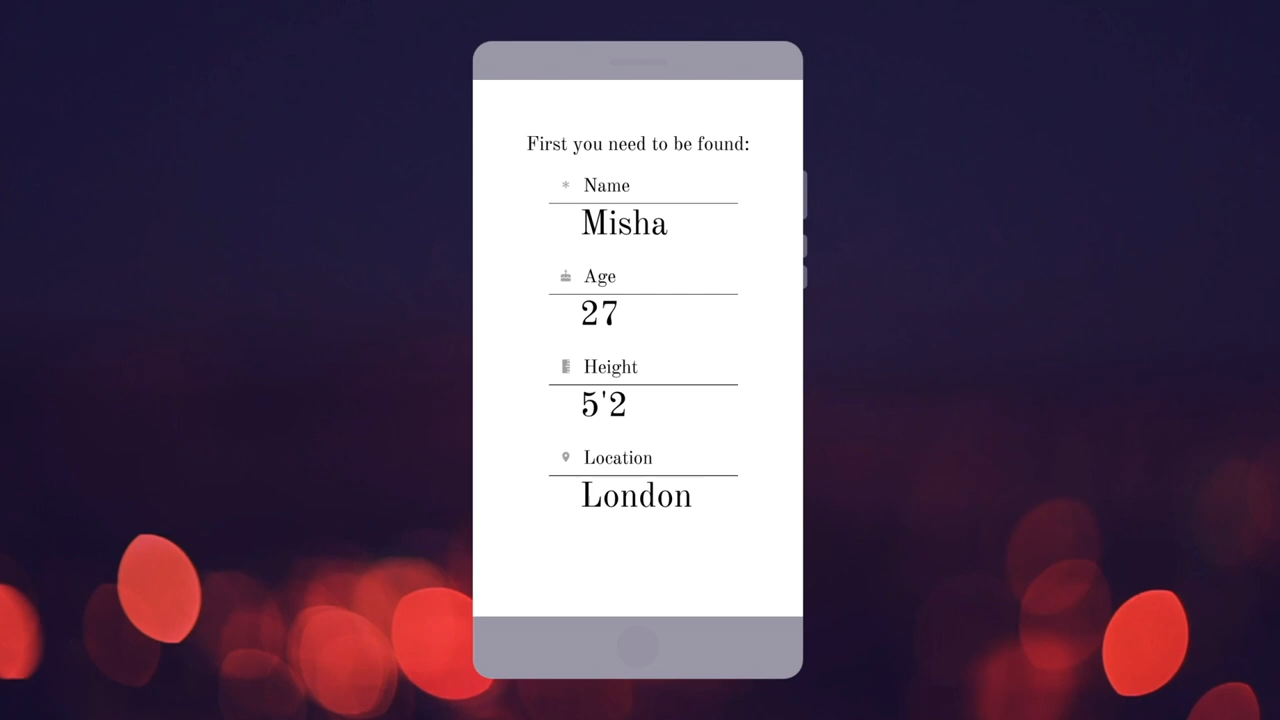 First you need to be found:
* Name
Misha
Age
27
Height
5'2
Location
London